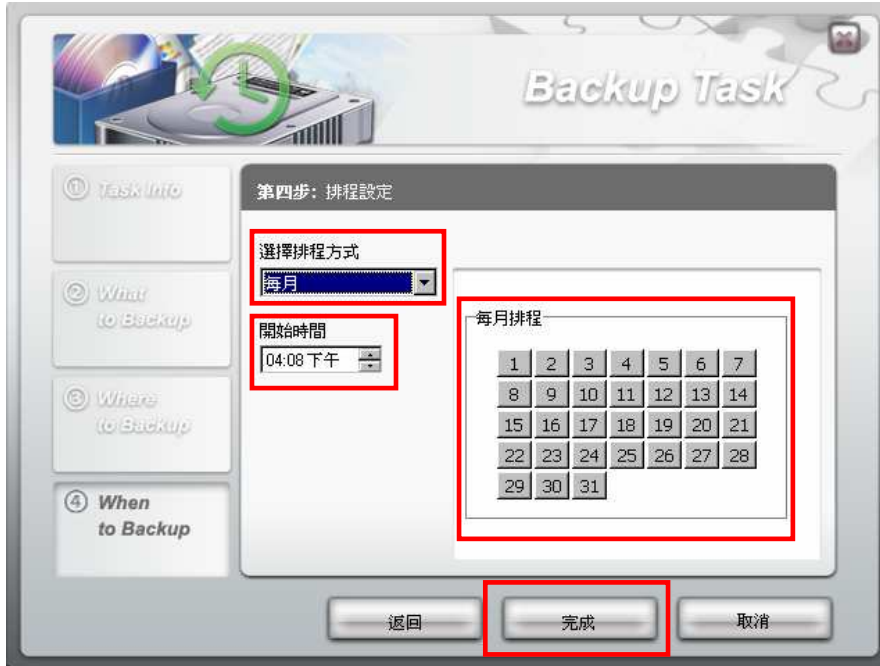 Backup Task
① Task Info
② What
to Backup
③ Where
to Backup
④ When
to Backup
第四步: 排程設定
選擇排程方式
每月
開始時間
04:08 下午
每月排程
1 2 3 4 5 6 7
8 9 10 11 12 13 14
15 16 17 18 19 20 21
22 23 24 25 26 27 28
29 30 31
返回
完成
取消